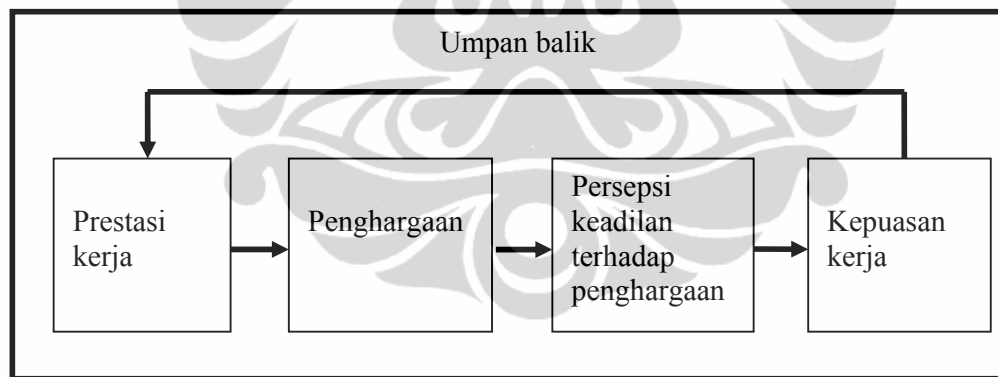 Umpan balik
Prestasi
kerja
Penghargaan
Persepsi
keadilan
terhadap
penghargaan
Kepuasan
kerja